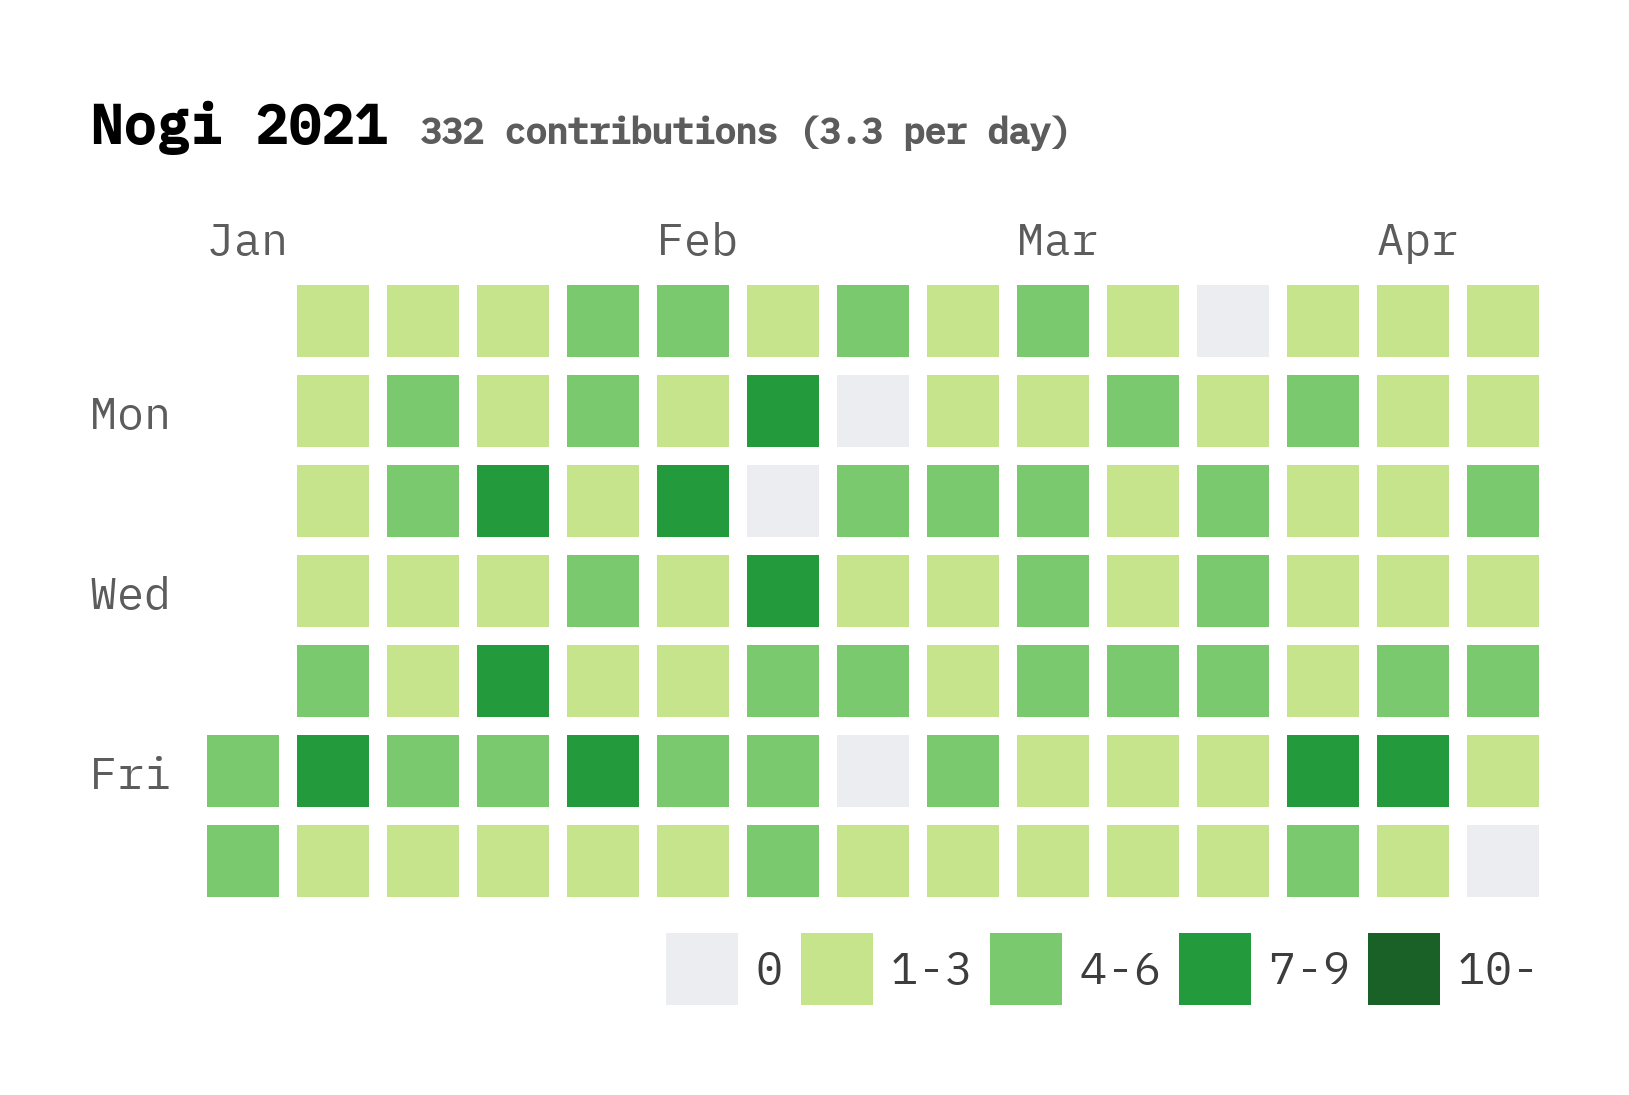 Nogi 2021 332 contributions (3.3 per day)
Jan Feb Mar Apr
Mon
Wed
Fri
0 1-3 4-6 7-9 10-